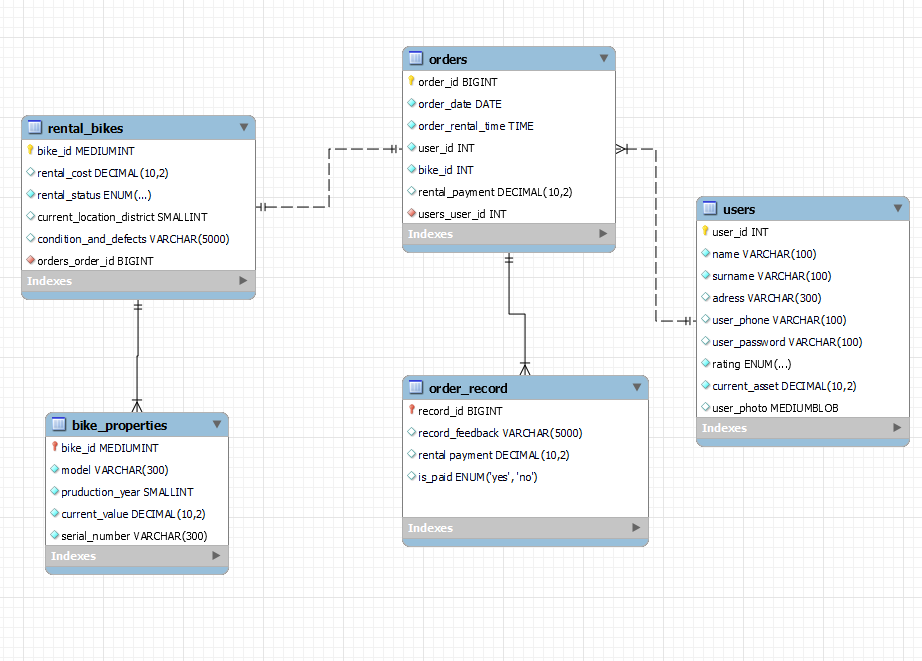 orders
order_id BIGINT
order_date DATE
order_rental_time TIME
user_id INT
bike_id INT
rental_payment DECIMAL(10,2)
users_user_id INT
Indexes
rental_bikes
bike_id MEDIUMINT
rental_cost DECIMAL(10,2)
rental_status ENUM(...)
current_location_district SMALLINT
condition_and_defects VARCHAR(5000)
orders_order_id BIGINT
Indexes
users
user_id INT
name VARCHAR(100)
surname VARCHAR(100)
adress VARCHAR(300)
user_phone VARCHAR(100)
user_password VARCHAR(100)
rating ENUM(...)
current_asset DECIMAL(10,2)
user_photo MEDIUMBLOB
Indexes
order_record
record_id BIGINT
record_feedback VARCHAR(5000)
rental payment DECIMAL(10,2)
is_paid ENUM('yes', 'no')
Indexes
bike_properties
bike_id MEDIUMINT
model VARCHAR(300)
pruduction_year SMALLINT
current_value DECIMAL(10,2)
serial_number VARCHAR(300)
Indexes